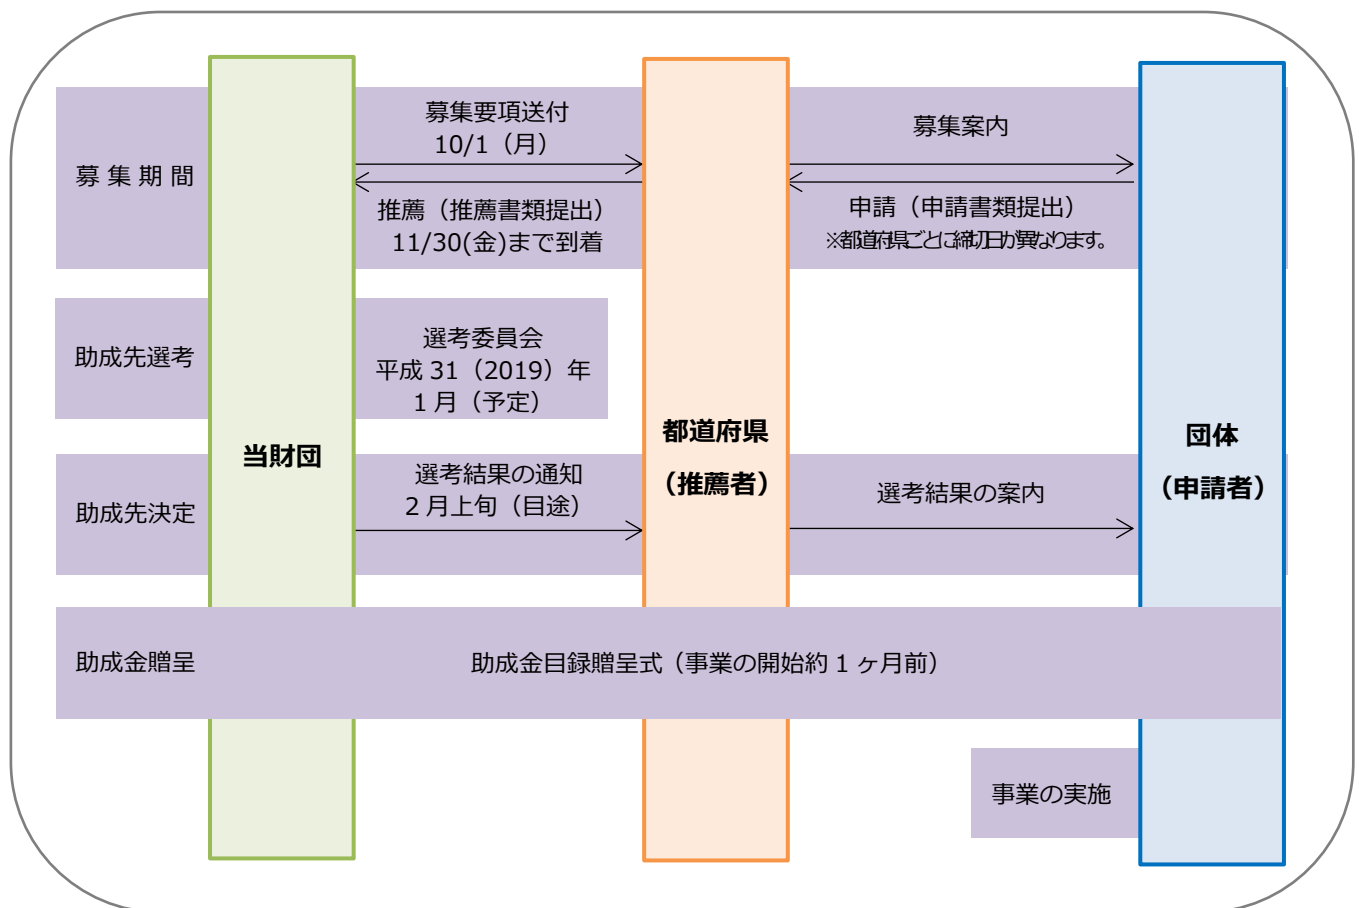 募集期間
募集要項送付
10/1（月）
推薦（推薦書類提出）
11/30(金)まで到着
募集案内
申請（申請書類提出）
※都道府県ごとに締切日が異なります。
助成先選考
選考委員会
平成 31（2019）年
1 月（予定）
当財団
都道府県
（推薦者）
団体
（申請者）
助成先決定
選考結果の通知
2 月上旬（目途）
選考結果の案内
助成金贈呈
助成金目録贈呈式（事業の開始約 1 ヶ月前）
事業の実施